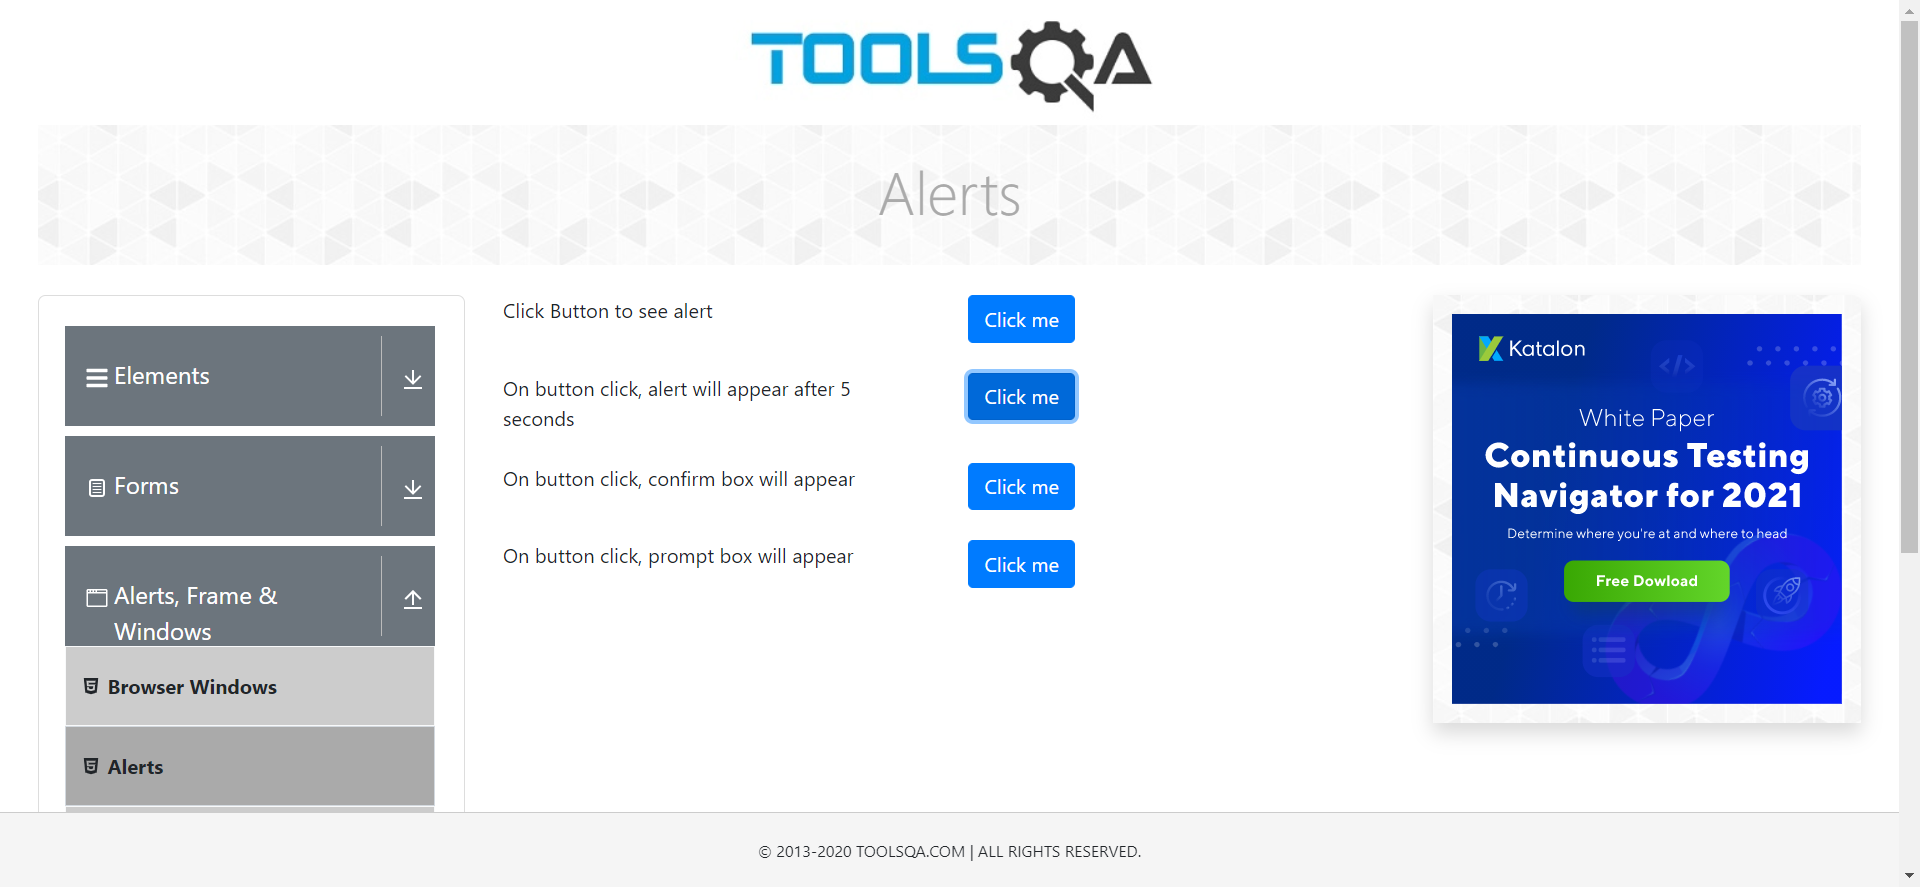 TOOLSQA
Alerts
Elements
Forms
Alerts, Frame &
Windows
Browser Windows
Alerts
Click Button to see alert
Click me
On button click, alert will appear after 5
seconds
Click me
On button click, confirm box will appear
Click me
On button click, prompt box will appear
Click me
Katalon
White Paper
Continuous Testing
Navigator for 2021
Determine where you're at and where to head
Free Dowload
© 2013-2020 TOOLSQA.COM | ALL RIGHTS RESERVED.